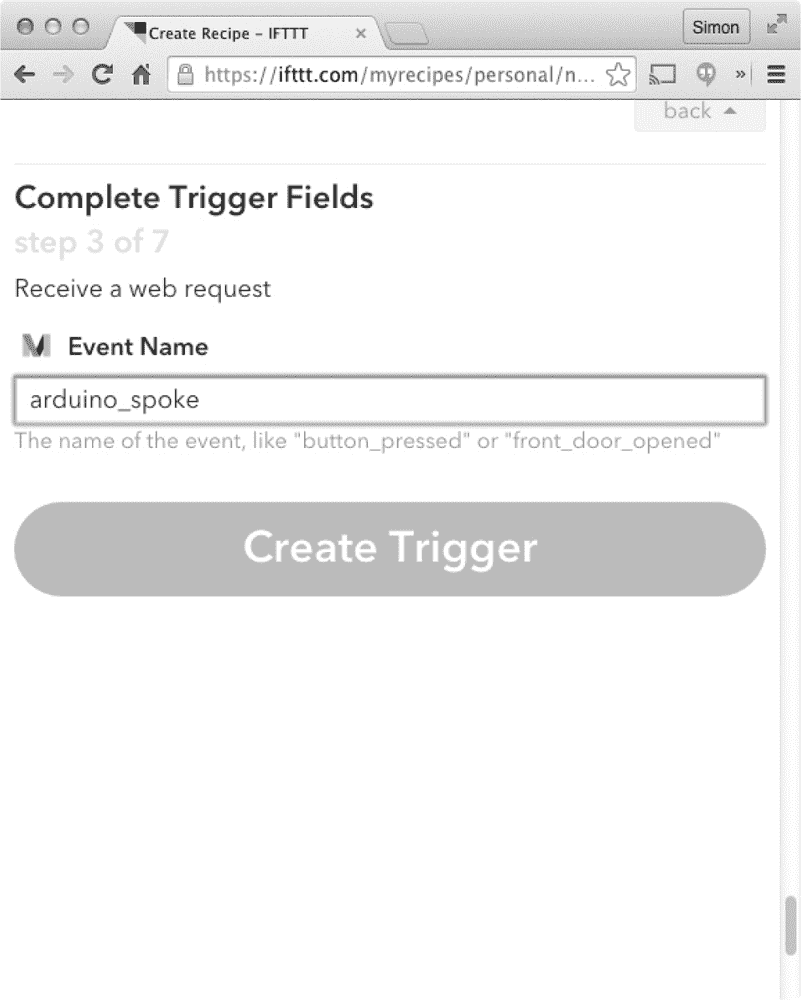 Create Recipe – IFTTT
Simon
https://ifttt.com/myrecipes/personal/n...
back
Complete Trigger Fields
step 3 of 7
Receive a web request
Event Name
arduino_spoke
The name of the event, like "button_pressed" or "front_door_opened"
Create Trigger